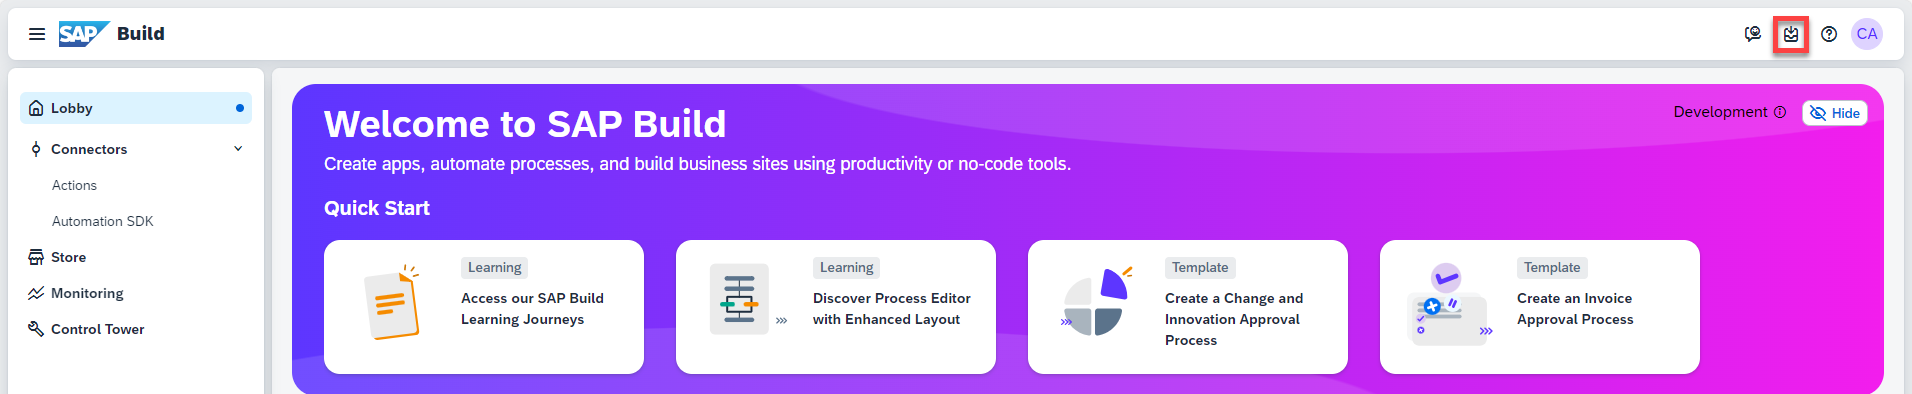 SAP Build
CA
Lobby
Connectors
Actions
Automation SDK
Store
Monitoring
Control Tower
Welcome to SAP Build
Development
Hide
Create apps, automate processes, and build business sites using productivity or no-code tools.
Quick Start
Learning
Access our SAP Build
Learning Journeys
Learning
Discover Process Editor
with Enhanced Layout
Template
Create a Change and
Innovation Approval
Process
Template
Create an Invoice
Approval Process